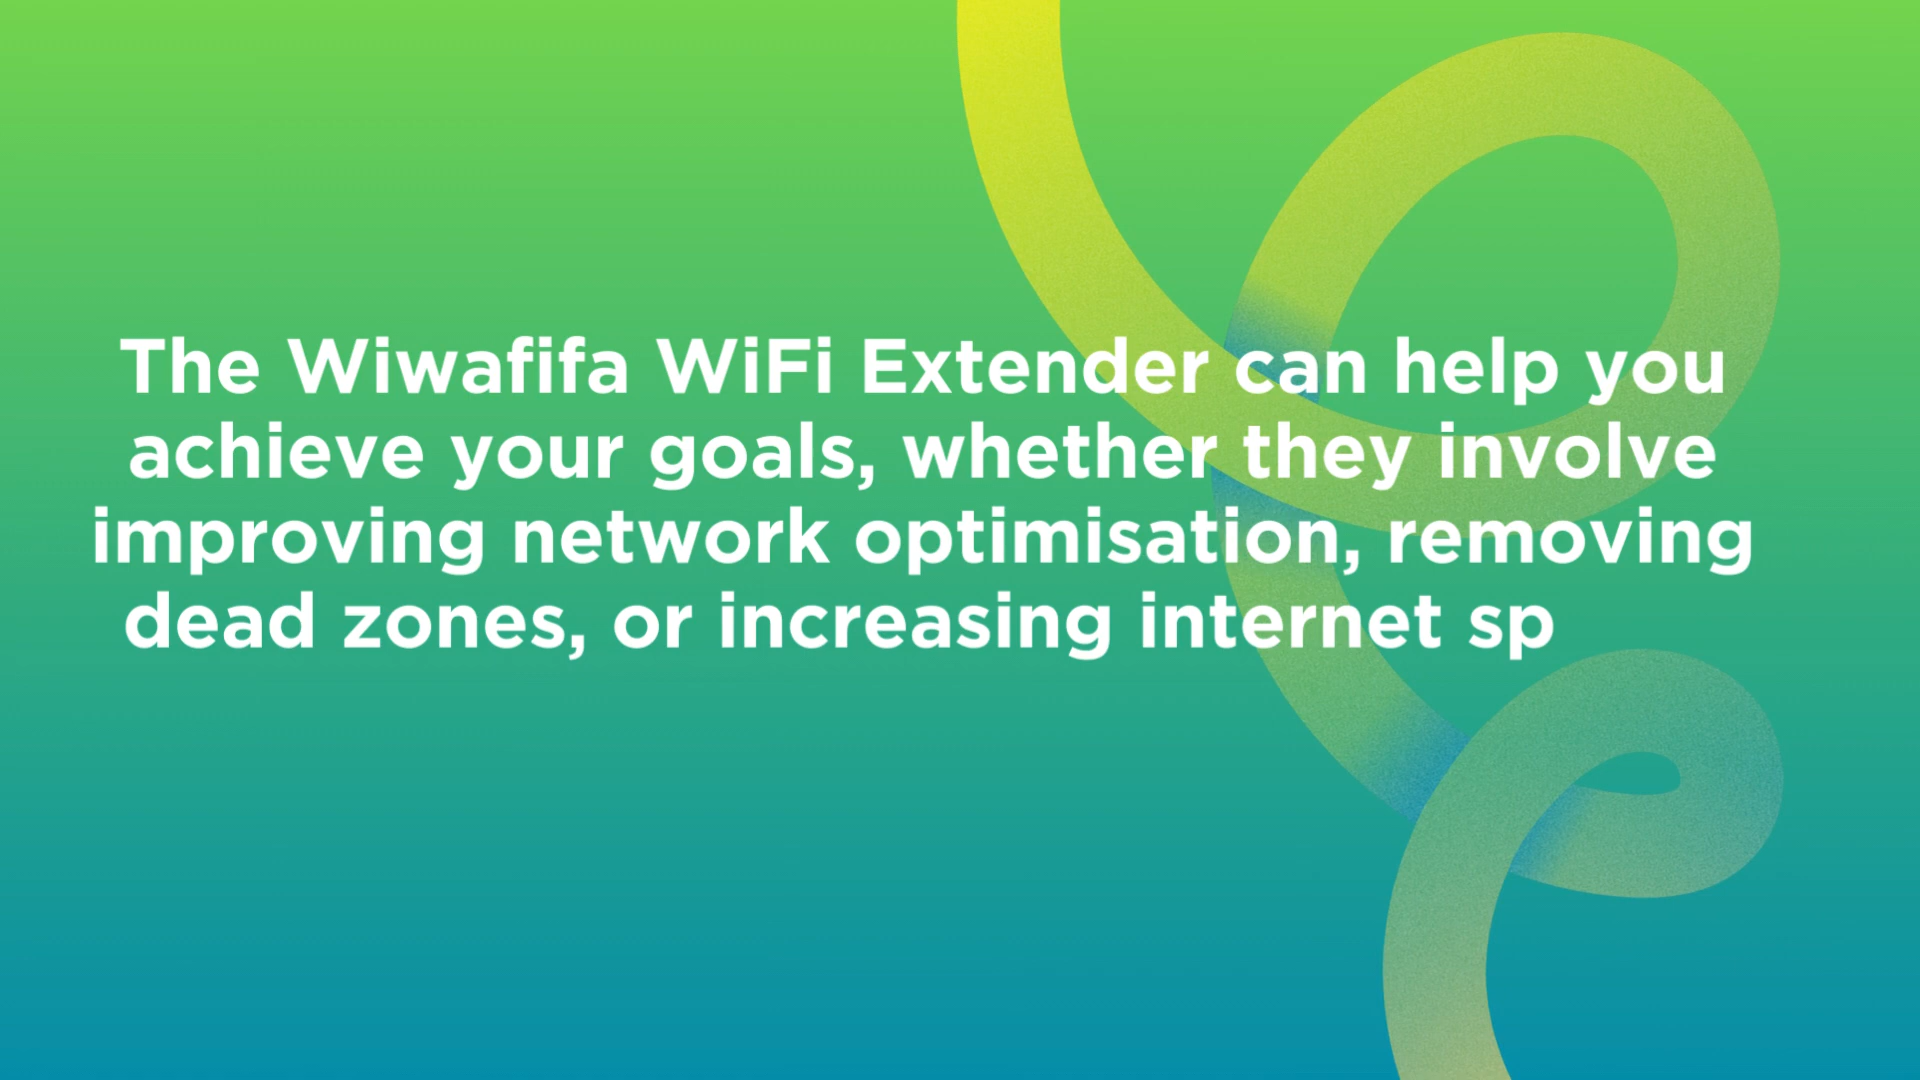 The Wiwafifa WiFi Extender can help you
achieve your goals, whether they involve
improving network optimisation, removing
dead zones, or increasing internet sp